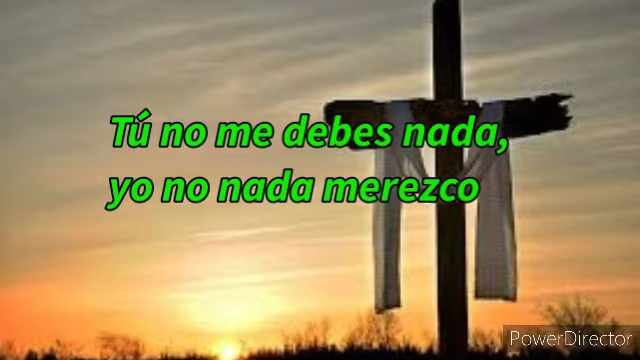 Tú no me debes nada,
yo no nada merezco
PowerDirector